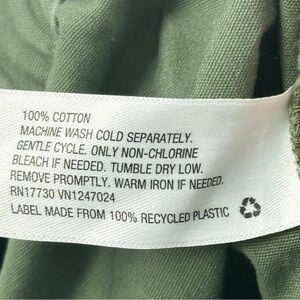 100% COTTON
MACHINE WASH COLD SEPARATELY.
GENTLE CYCLE. ONLY NON-CHLORINE
BLEACH IF NEEDED. TUMBLE DRY LOW.
REMOVE PROMPTLY. WARM IRON IF NEEDED.
RN17730 VN1247024
LABEL MADE FROM 100% RECYCLED PLASTIC